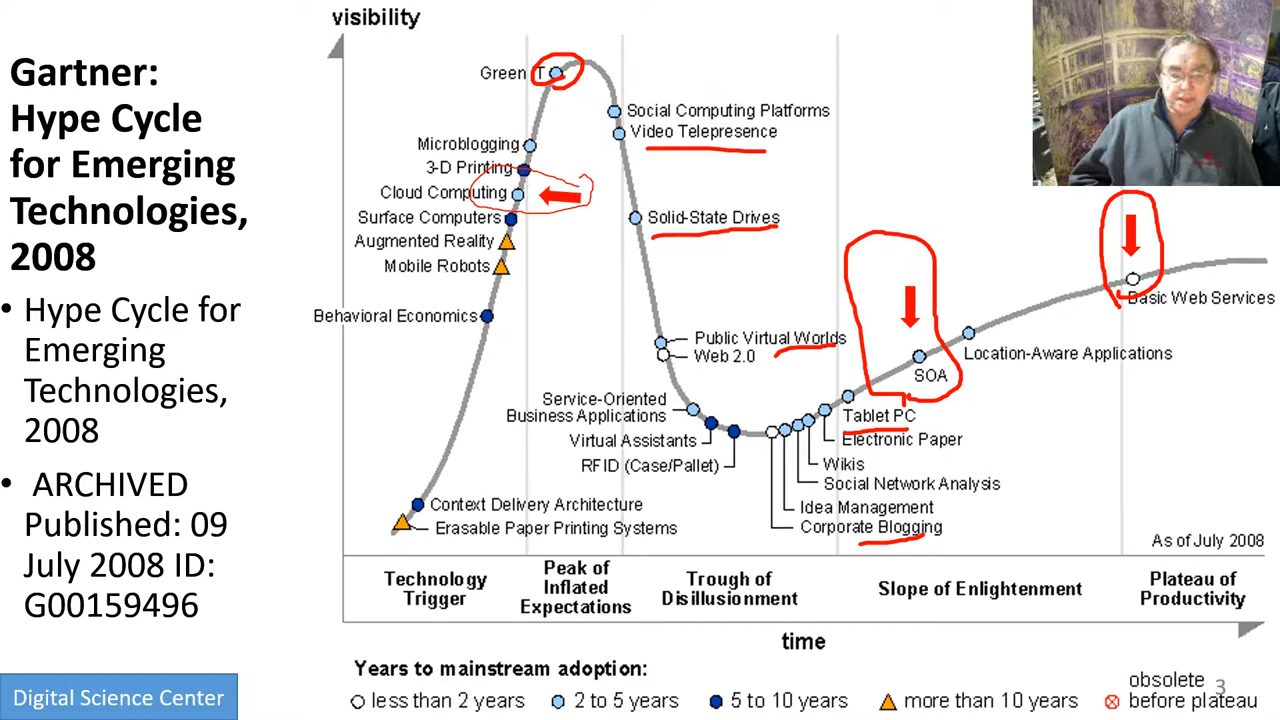 Gartner:
Hype Cycle
for Emerging
Technologies,
2008
• Hype Cycle for
Emerging
Technologies,
2008
• ARCHIVED
Published: 09
July 2008 ID:
G00159496
Digital Science Center
visibility
Green IT
Social Computing Platforms
Video Telepresence
Microblogging
3-D Printing
Cloud Computing
Surface Computers
Solid-State Drives
Augmented Reality
Mobile Robots
Basic Web Services
Behavioral Economics
Public Virtual Worlds
Web 2.0
Location-Aware Applications
SOA
Service-Oriented
Business Applications
Tablet PC
Virtual Assistants
Electronic Paper
RFID (Case/Pallet)
Wikis
Social Network Analysis
Context Delivery Architecture
Idea Management
Erasable Paper Printing Systems
Corporate Blogging
As of July 2008
Technology
Trigger
Peak of
Inflated
Expectations
Trough of
Disillusionment
Slope of Enlightenment
Plateau of
Productivity
time
Years to mainstream adoption:
less than 2 years
2 to 5 years
5 to 10 years
more than 10 years
obsolete
before plateau
3